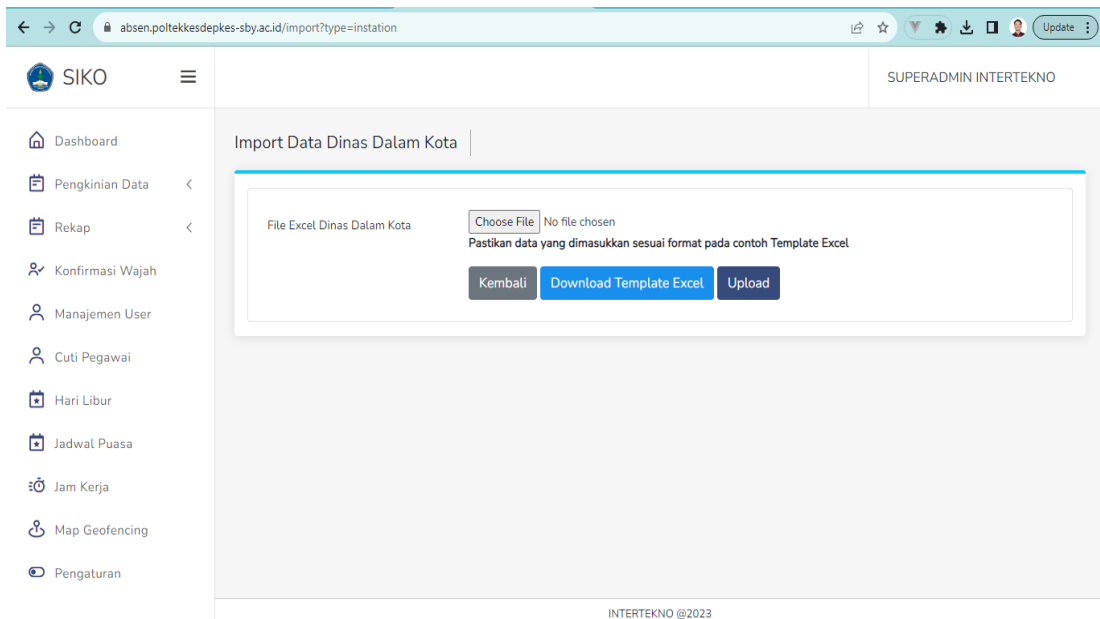 absen.poltekkesdepkes-sby.ac.id/import?type=instation
Update
SIKO
SUPERADMIN INTERTEKNO
Dashboard
Pengkinian Data
Rekap
Konfirmasi Wajah
Manajemen User
Cuti Pegawai
Hari Libur
Jadwal Puasa
Jam Kerja
Map Geofencing
Pengaturan
Import Data Dinas Dalam Kota
File Excel Dinas Dalam Kota
Choose File No file chosen
Pastikan data yang dimasukkan sesuai format pada contoh Template Excel
Kembali Download Template Excel Upload
INTERTEKNO @2023